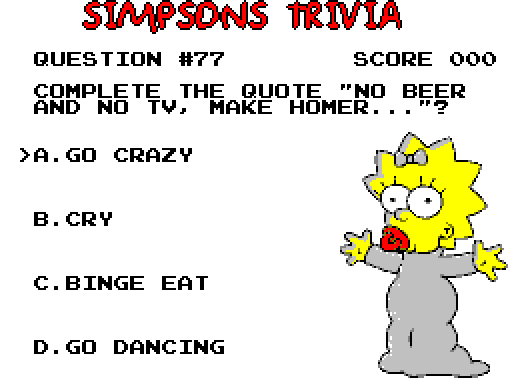 SIMPSONS TRIVIA
QUESTION #77 SCORE 000
COMPLETE THE QUOTE "NO BEER
AND NO TV, MAKE HOMER..."?
>A.GO CRAZY
B.CRY
C.BINGE EAT
D.GO DANCING